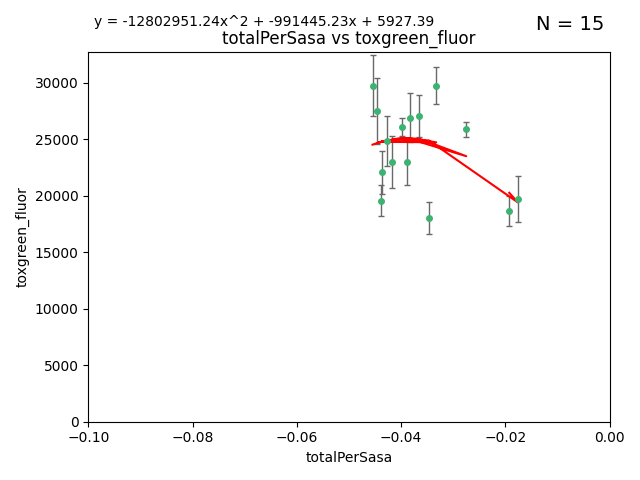 y = -12802951.24x^2 + -991445.23x + 5927.39
N = 15
totalPerSasa vs toxgreen_fluor
30000
25000
20000
15000
10000
5000
0
toxgreen_fluor
−0.10
−0.08
−0.06
−0.04
−0.02
0.00
totalPerSasa